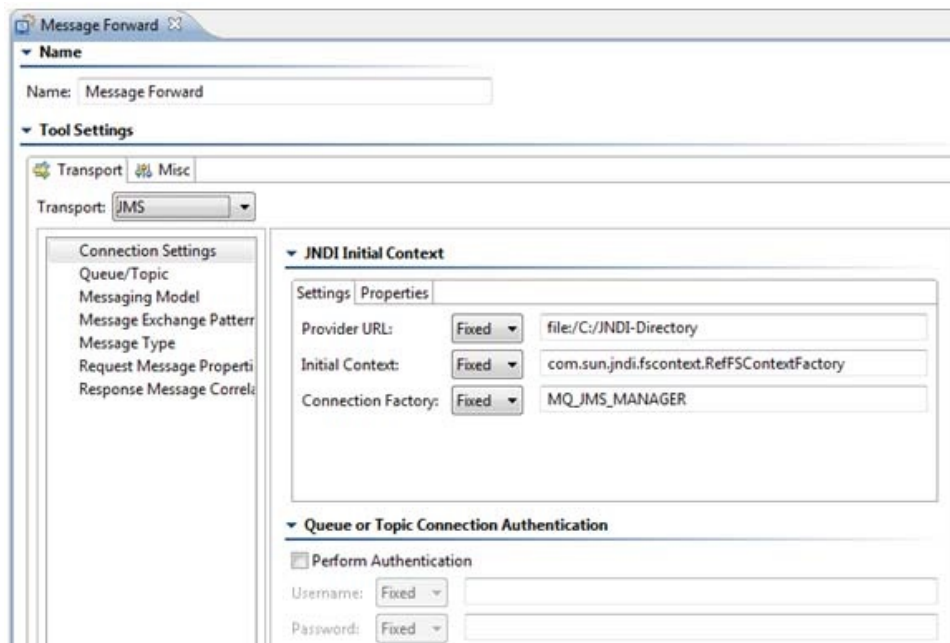 Message Forward
Name
Name: Message Forward
Tool Settings
Transport Misc
Transport: JMS
Connection Settings
Queue/Topic
Messaging Model
Message Exchange Pattern
Message Type
Request Message Properti
Response Message Correla
JNDI Initial Context
Settings Properties
Provider URL: Fixed file:/C:/JNDI-Directory
Initial Context: Fixed com.sun.jndi.fscontext.RefFSContextFactory
Connection Factory: Fixed MQ_JMS_MANAGER
Queue or Topic Connection Authentication
Perform Authentication
Username: Fixed
Password: Fixed